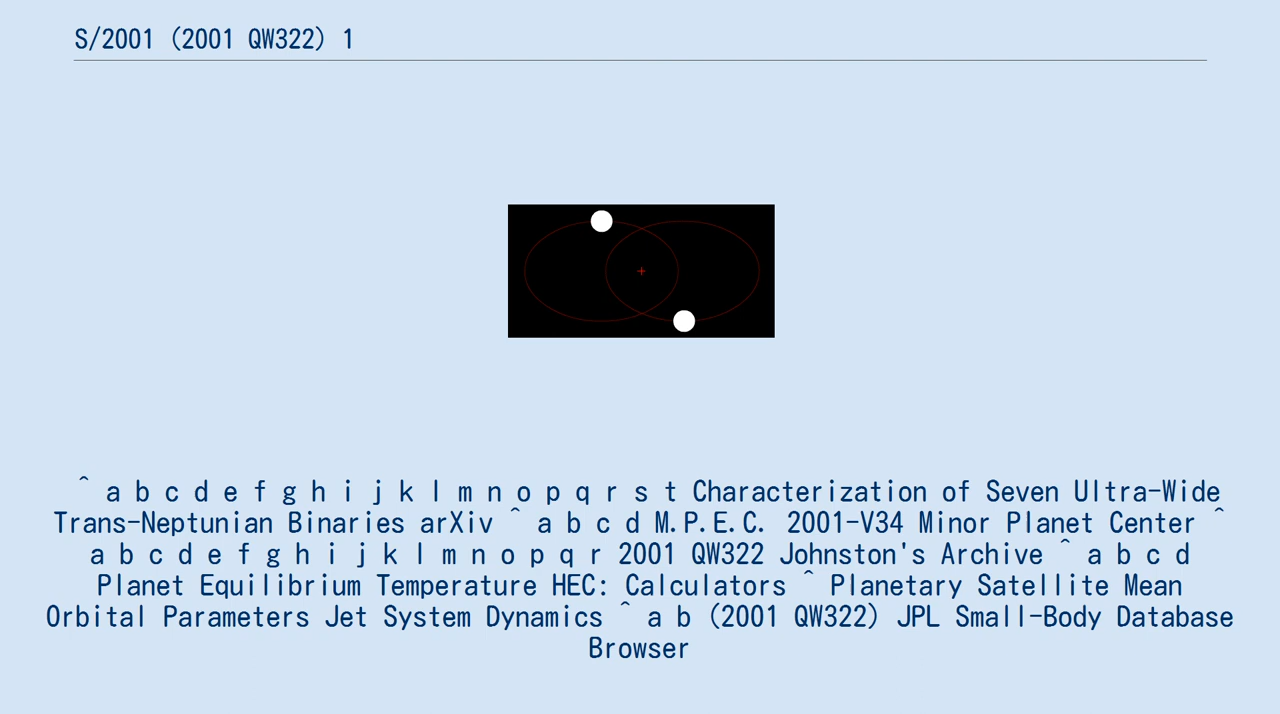 S/2001 (2001 QW322) 1
^ a b c d e f g h i j k l m n o p q r s t Characterization of Seven Ultra-Wide
Trans-Neptunian Binaries arXiv ^ a b c d M.P.E.C. 2001-V34 Minor Planet Center ^
a b c d e f g h i j k l m n o p q r 2001 QW322 Johnston's Archive ^ a b c d
Planet Equilibrium Temperature HEC: Calculators ^ Planetary Satellite Mean
Orbital Parameters Jet System Dynamics ^ a b (2001 QW322) JPL Small-Body Database
Browser